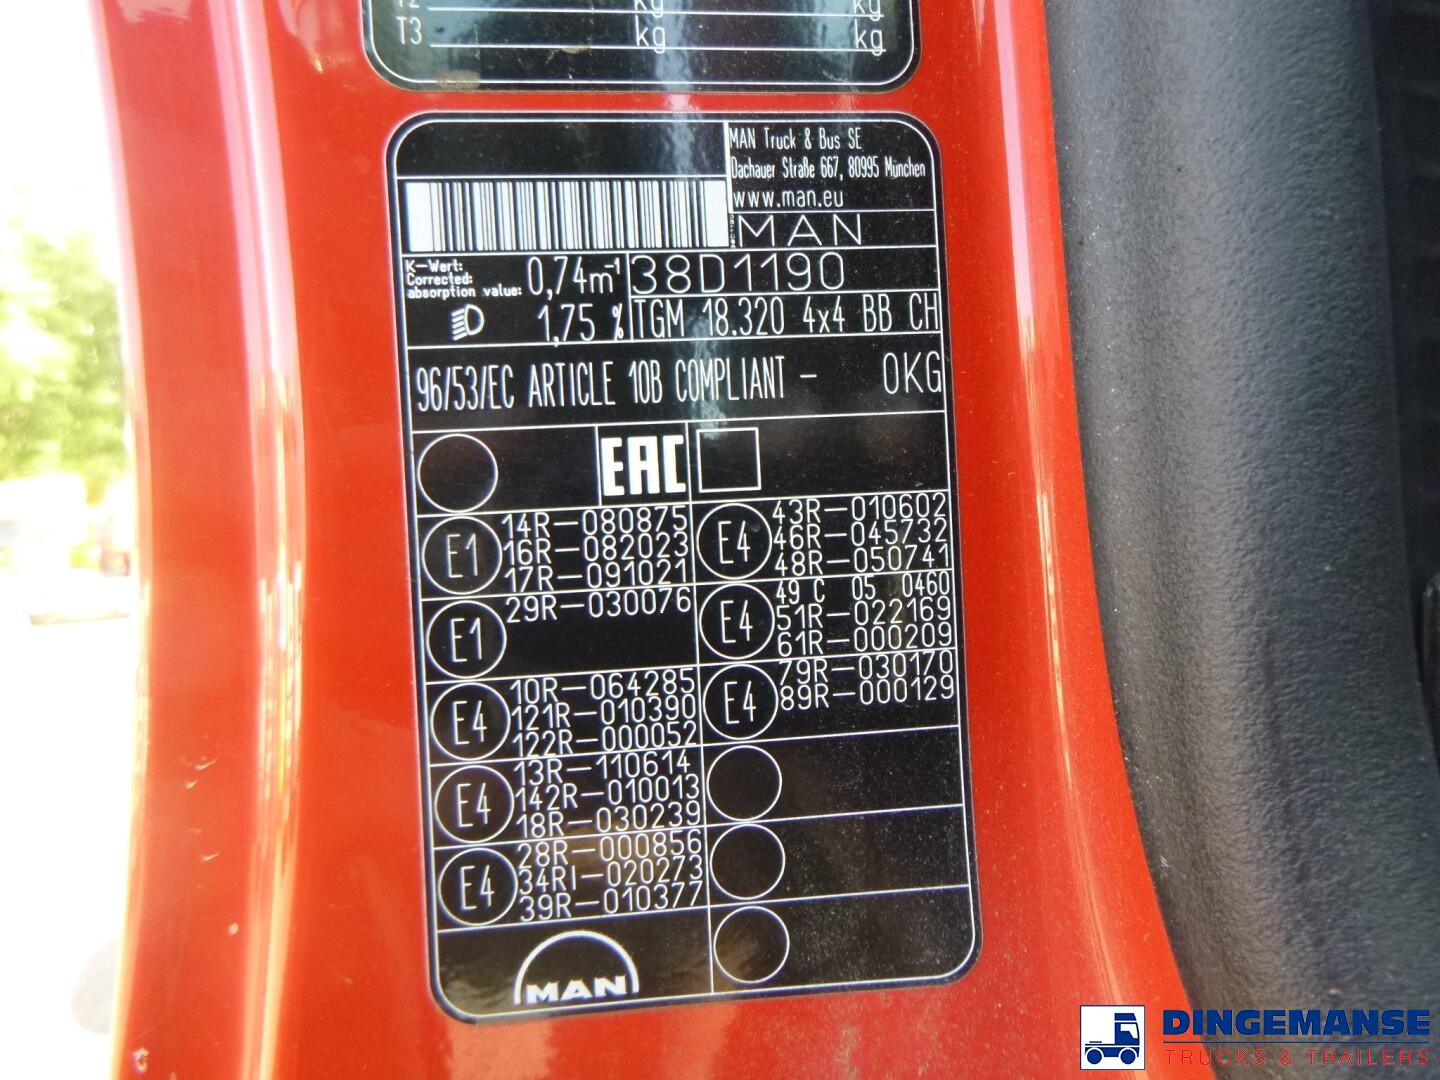 T2 kg kg
T3 kg kg
MAN Truck & Bus SE
Dachauer Straße 667, 80995 München
www.man.eu
MAN
K-Wert:
Corrected:
absorption value: 0,74m⁻¹
38D1190
1,75 %
TGM 18.320 4x4 BB CH
96/53/EC ARTICLE 10B COMPLIANT – 0KG
EAC
E1
14R–080875
16R–082023
17R–091021
E1
29R–030076
E4
10R–064285
121R–010390
122R–000052
E4
13R–110614
142R–010013
18R–030239
E4
28R–000856
34RI–020273
39R–010377
MAN
E4
43R–010602
46R–045732
48R–050741
E4
49 C 05 0460
51R–022169
61R–000209
E4
79R–030170
89R–000129
DINGEMANSE
TRUCKS & TRAILERS